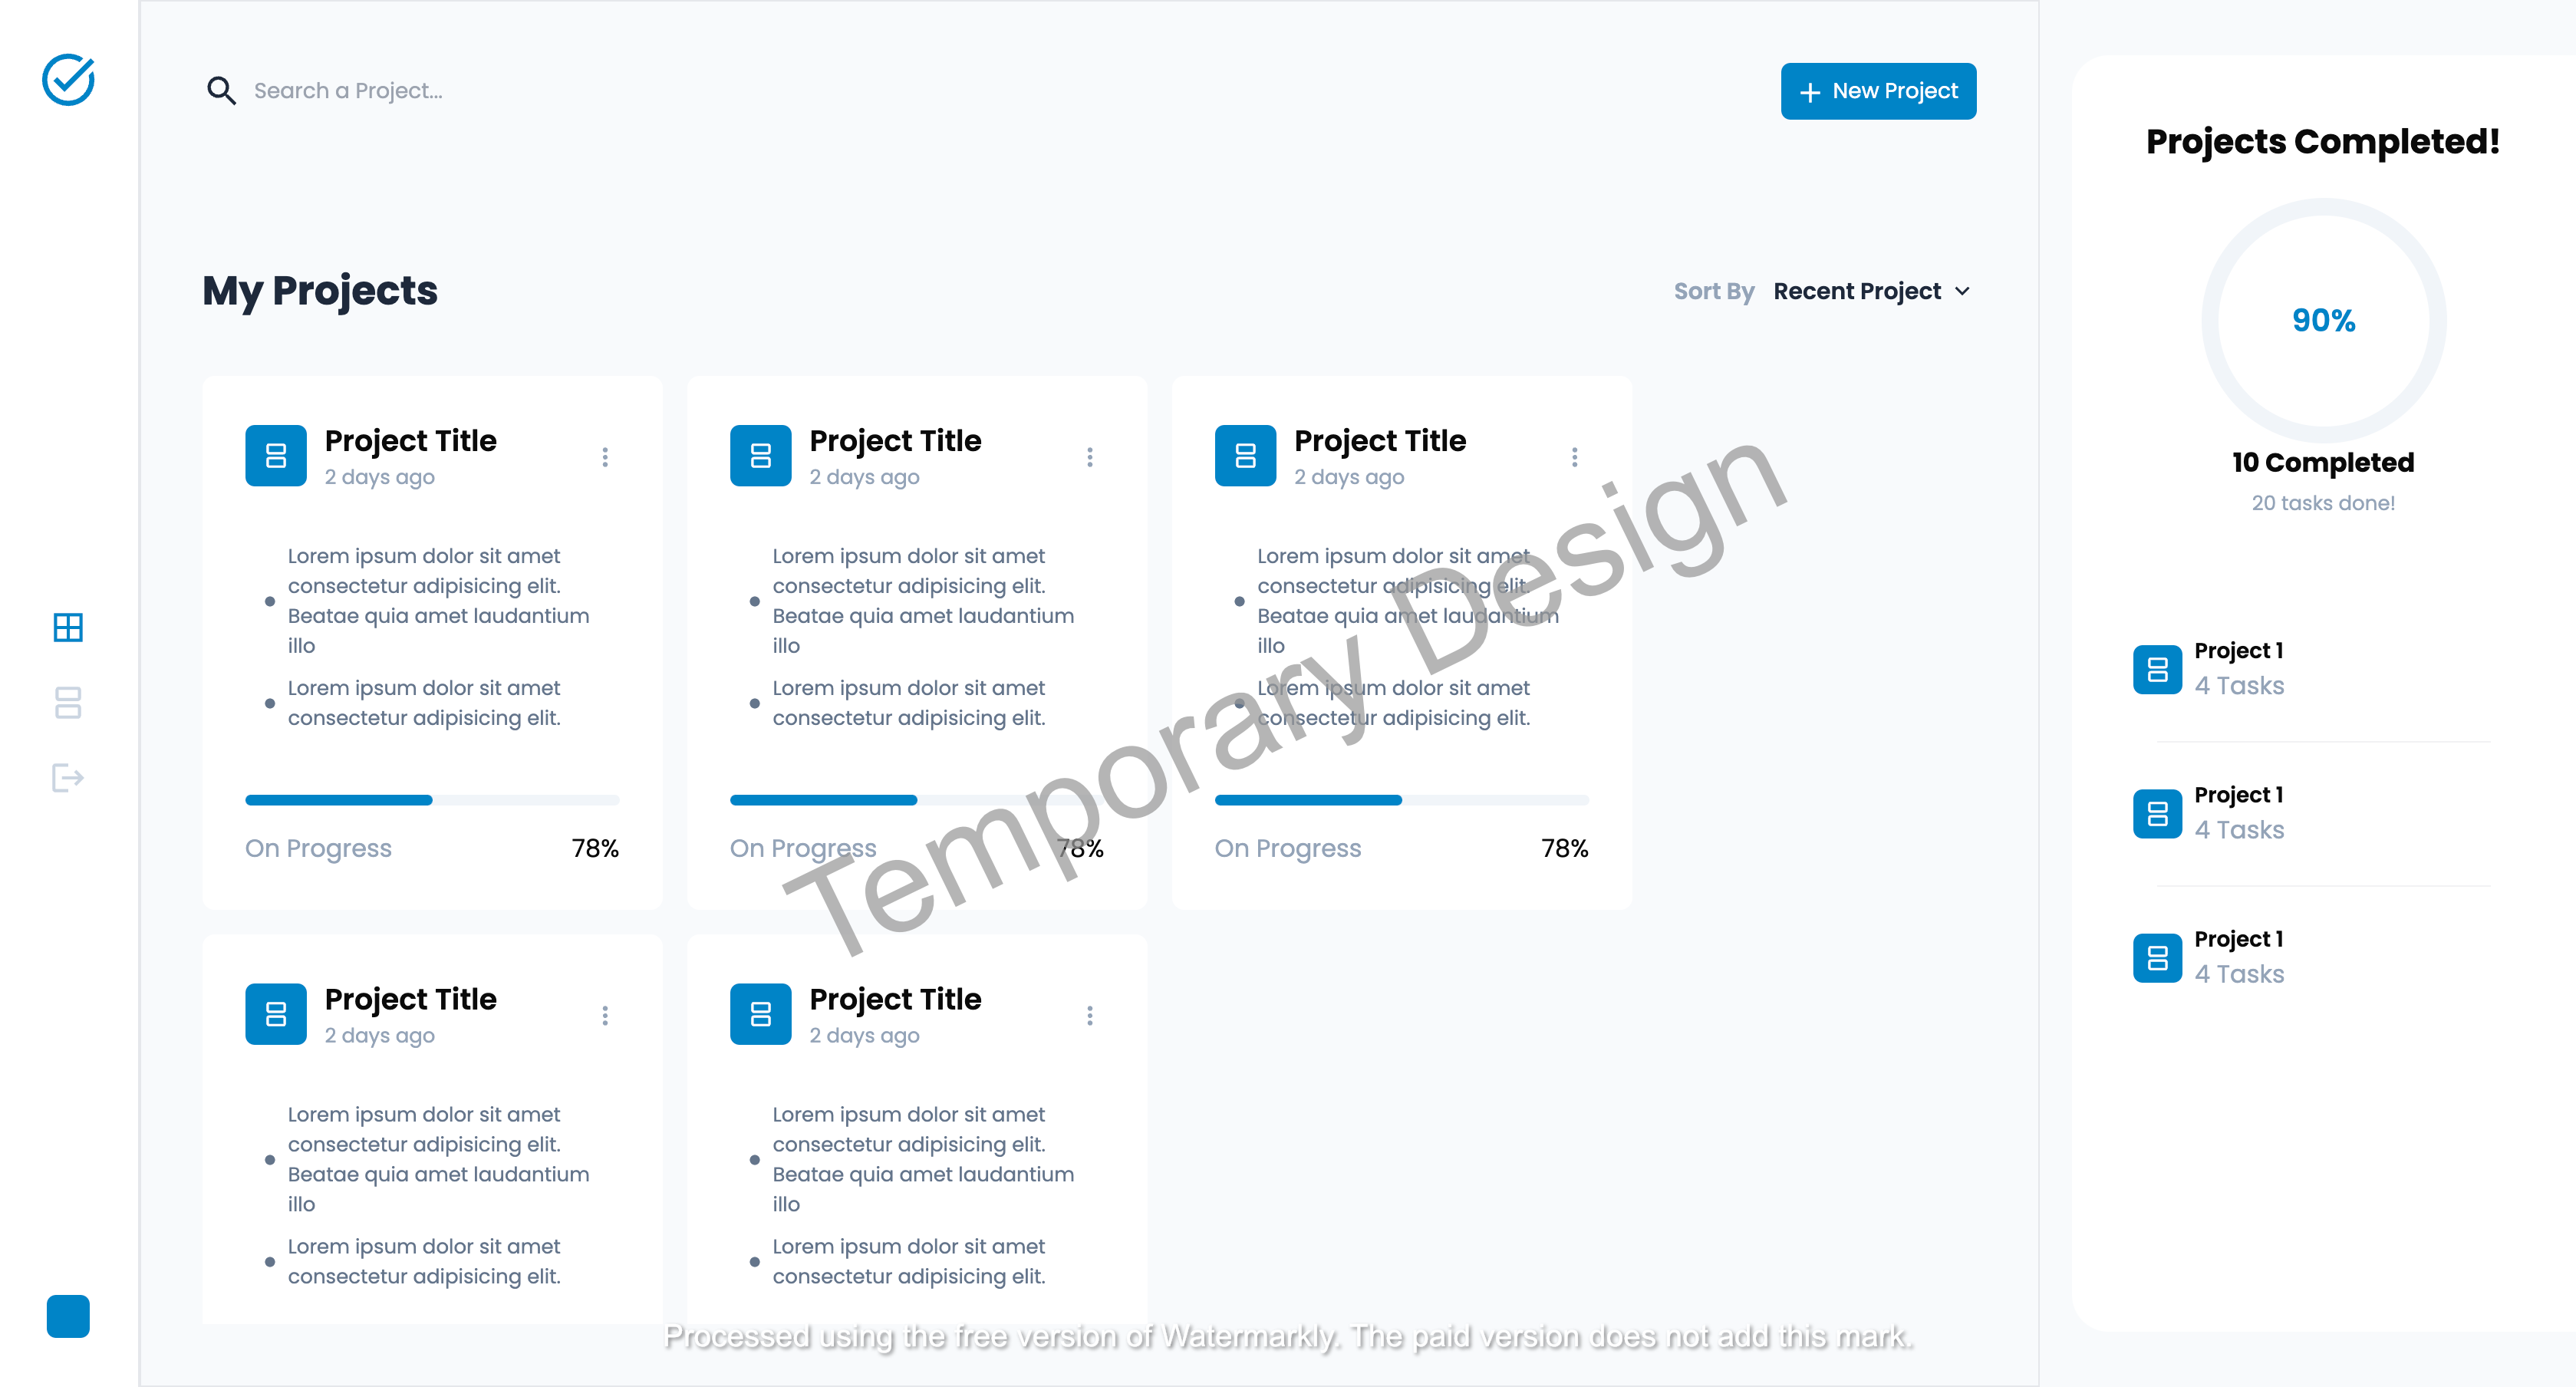 Search a Project...
+ New Project
My Projects
Sort By Recent Project
Project Title
2 days ago
Lorem ipsum dolor sit amet
consectetur adipisicing elit.
Beatae quia amet laudantium
illo
Lorem ipsum dolor sit amet
consectetur adipisicing elit.
On Progress 78%
Project Title
2 days ago
Lorem ipsum dolor sit amet
consectetur adipisicing elit.
Beatae quia amet laudantium
illo
Lorem ipsum dolor sit amet
consectetur adipisicing elit.
On Progress 78%
Project Title
2 days ago
Lorem ipsum dolor sit amet
consectetur adipisicing elit.
Beatae quia amet laudantium
illo
Lorem ipsum dolor sit amet
consectetur adipisicing elit.
On Progress 78%
Project Title
2 days ago
Lorem ipsum dolor sit amet
consectetur adipisicing elit.
Beatae quia amet laudantium
illo
Lorem ipsum dolor sit amet
consectetur adipisicing elit.
Project Title
2 days ago
Lorem ipsum dolor sit amet
consectetur adipisicing elit.
Beatae quia amet laudantium
illo
Lorem ipsum dolor sit amet
consectetur adipisicing elit.
Temporary Design
Projects Completed!
90%
10 Completed
20 tasks done!
Project 1
4 Tasks
Project 1
4 Tasks
Project 1
4 Tasks
Processed using the free version of Watermarkly. The paid version does not add this mark.